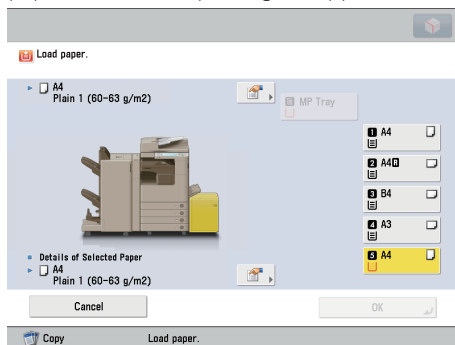 Load paper.
A4
Plain 1 (60-63 g/m2)
MP Tray
1 A4
2 A4R
3 B4
4 A3
5 A4
Details of Selected Paper
A4
Plain 1 (60-63 g/m2)
Cancel
OK
Copy
Load paper.